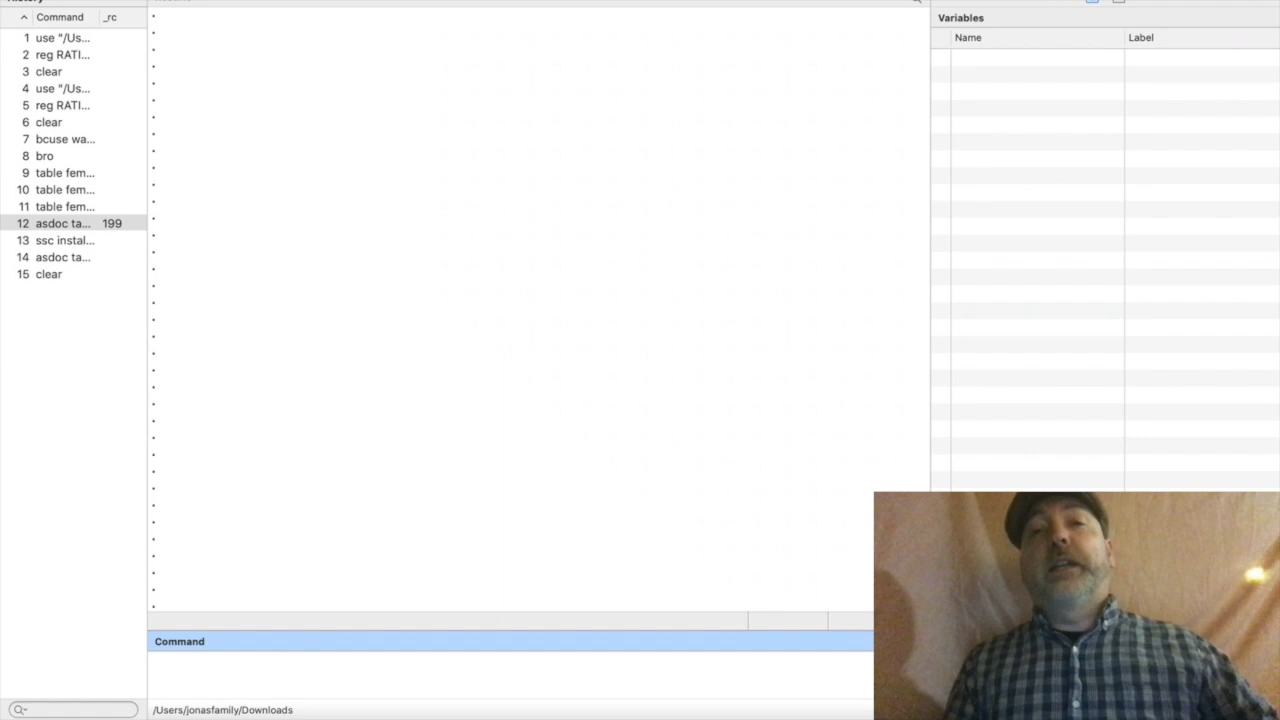 Command _rc
1 use "/Us...
2 reg RATI...
3 clear
4 use "/Us...
5 reg RATI...
6 clear
7 bcuse wa...
8 bro
9 table fem...
10 table fem...
11 table fem...
12 asdoc ta... 199
13 ssc instal...
14 asdoc ta...
15 clear
Variables
Name Label
Command
/Users/jonasfamily/Downloads